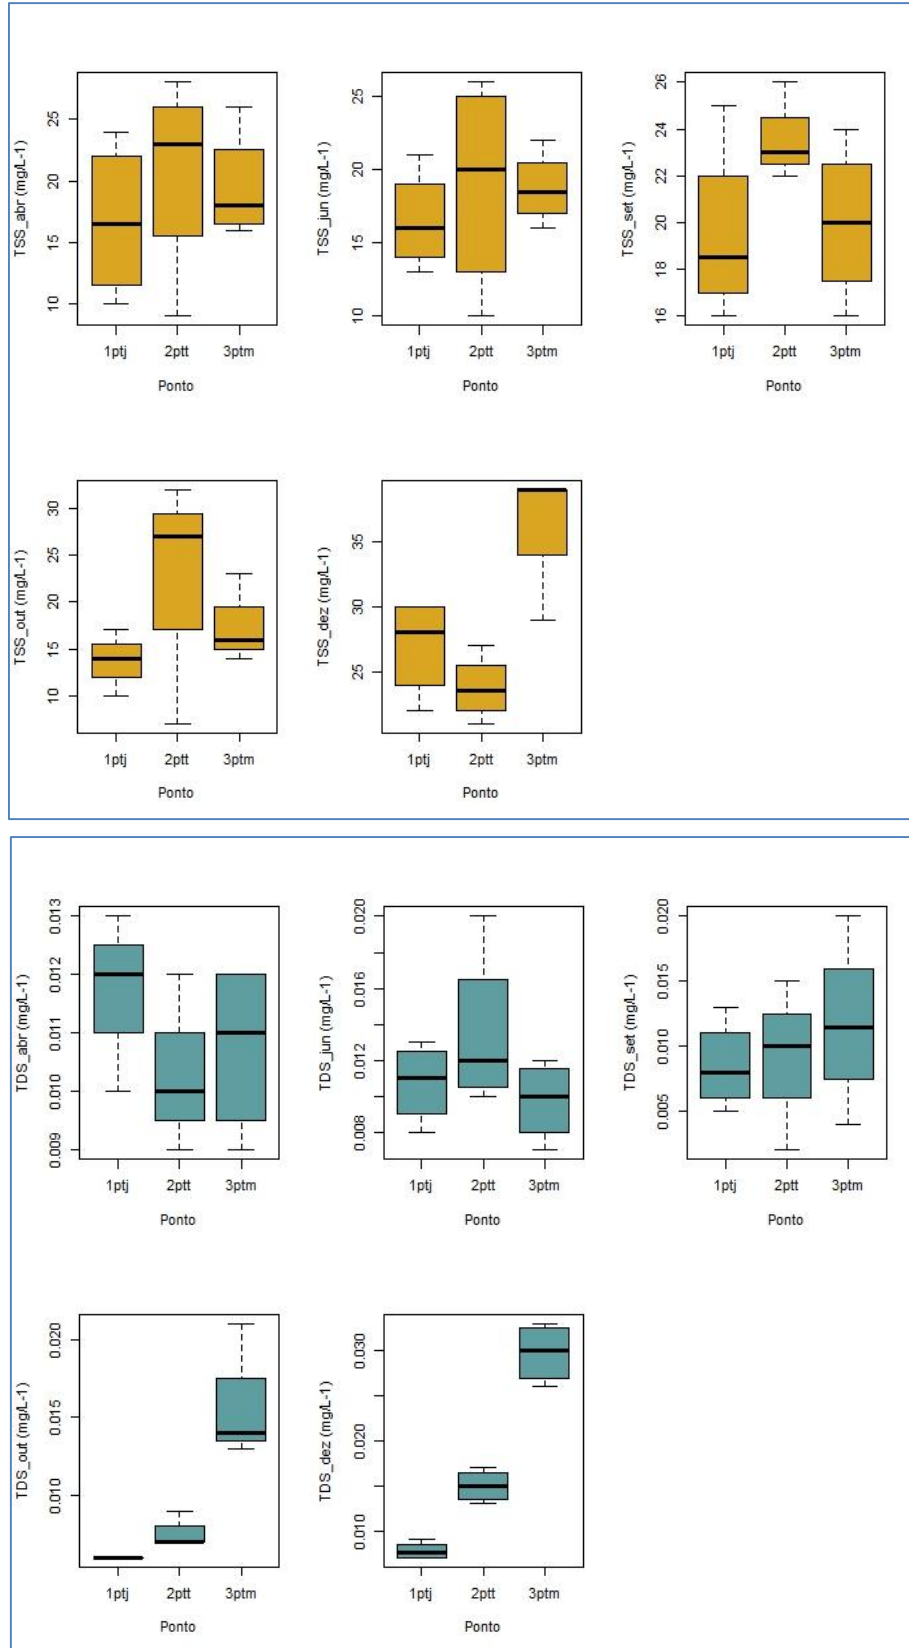 TSS_abr (mg/L-1)
25
20
15
10
1ptj 2ptt 3ptm
Ponto
TSS_jun (mg/L-1)
25
20
15
10
1ptj 2ptt 3ptm
Ponto
TSS_set (mg/L-1)
26
24
22
20
18
16
1ptj 2ptt 3ptm
Ponto
TSS_out (mg/L-1)
30
25
20
15
10
1ptj 2ptt 3ptm
Ponto
TSS_dez (mg/L-1)
35
30
25
1ptj 2ptt 3ptm
Ponto
TDS_abr (mg/L-1)
0.013
0.012
0.011
0.010
0.009
1ptj 2ptt 3ptm
Ponto
TDS_jun (mg/L-1)
0.020
0.016
0.012
0.008
1ptj 2ptt 3ptm
Ponto
TDS_set (mg/L-1)
0.020
0.015
0.010
0.005
1ptj 2ptt 3ptm
Ponto
TDS_out (mg/L-1)
0.020
0.015
0.010
1ptj 2ptt 3ptm
Ponto
TDS_dez (mg/L-1)
0.030
0.020
0.010
1ptj 2ptt 3ptm
Ponto